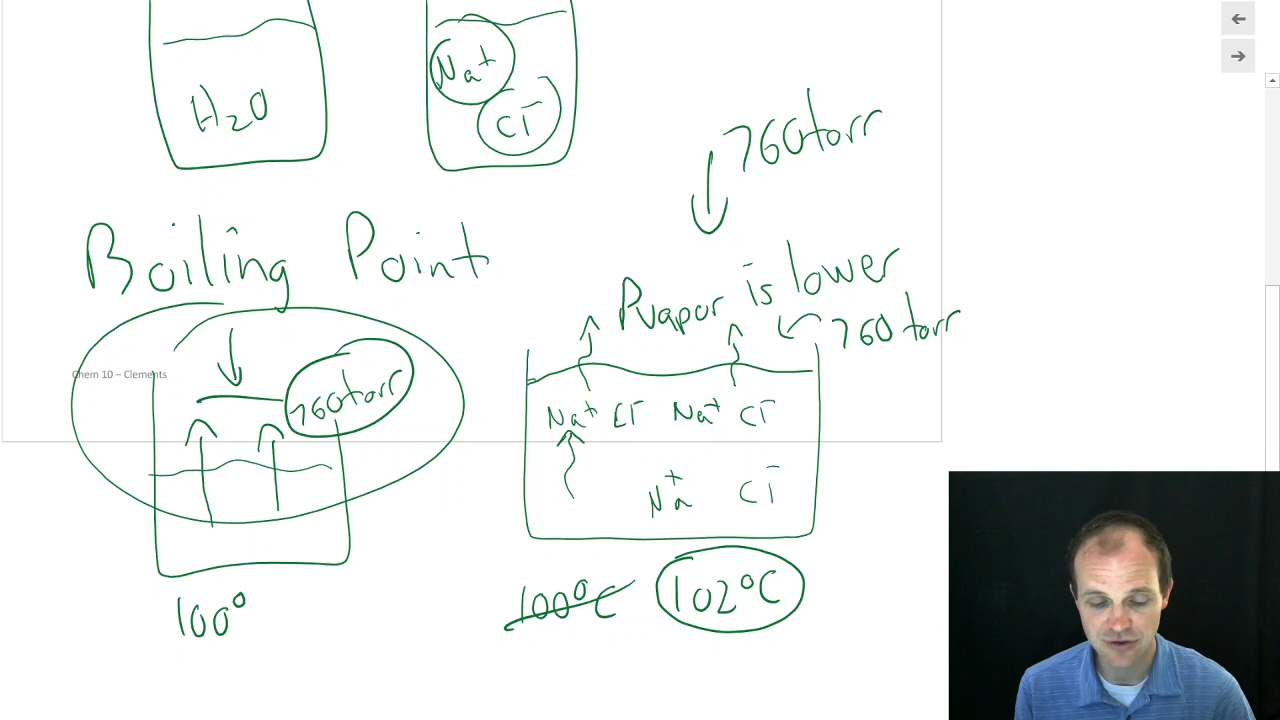 H₂O
Na⁺
Cl⁻
760 torr
Boiling Point
Pvapor is lower
760 torr
Chem 10 – Clements
760 torr
Na⁺ Cl⁻ Na⁺ Cl⁻
Na⁺ Cl⁻
100°
100°C 102°C